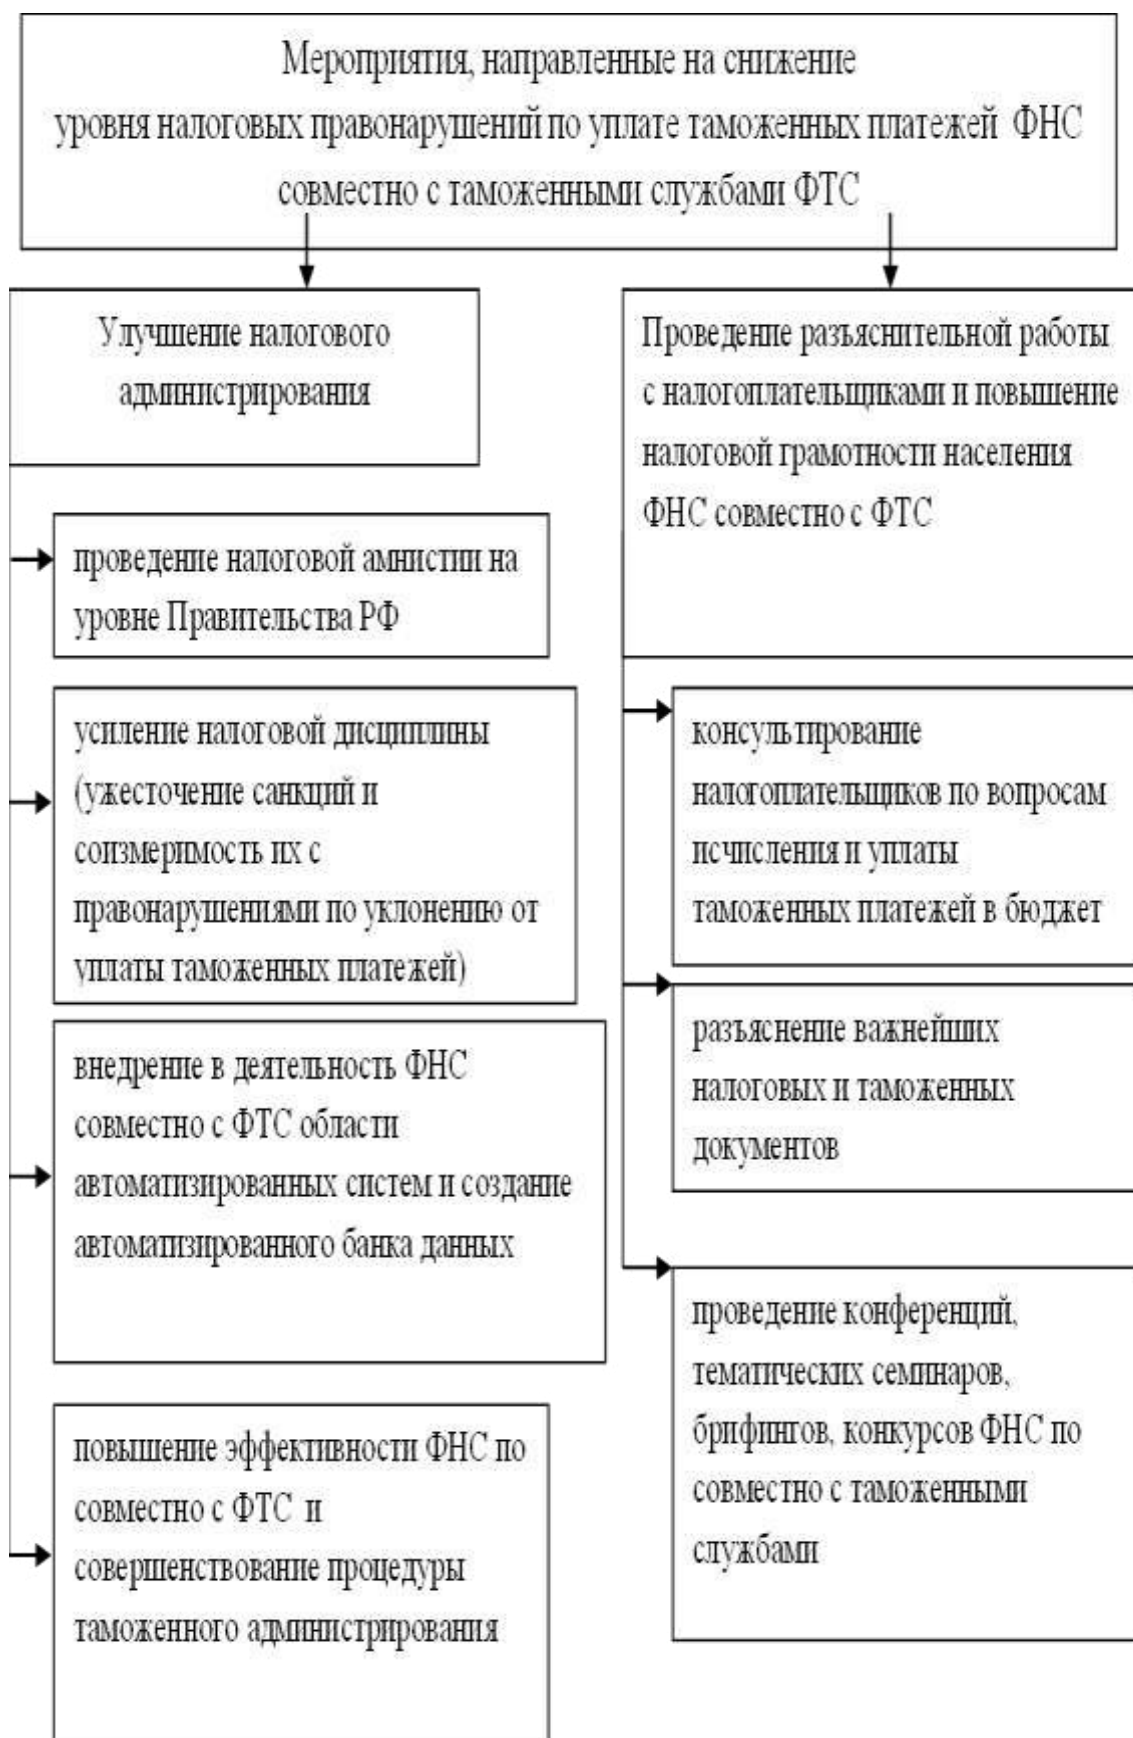 Мероприятия, направленные на снижение
уровня налоговых правонарушений по уплате таможенных платежей ФНС
совместно с таможенными службами ФТС
Улучшение налогового
администрирования
проведение налоговой амнистии на
уровне Правительства РФ
усиление налоговой дисциплины
(ужесточение санкций и
соизмеримость их с
правонарушениями по уклонению от
уплаты таможенных платежей)
внедрение в деятельность ФНС
совместно с ФТС области
автоматизированных систем и создание
автоматизированного банка данных
повышение эффективности ФНС по
совместно с ФТС и
совершенствование процедуры
таможенного администрирования
Проведение разъяснительной работы
с налогоплательщиками и повышение
налоговой грамотности населения
ФНС совместно с ФТС
консультирование
налогоплательщиков по вопросам
исчисления и уплаты
таможенных платежей в бюджет
разъяснение важнейших
налоговых и таможенных
документов
проведение конференций,
тематических семинаров,
брифингов, конкурсов ФНС по
совместно с таможенными
службами